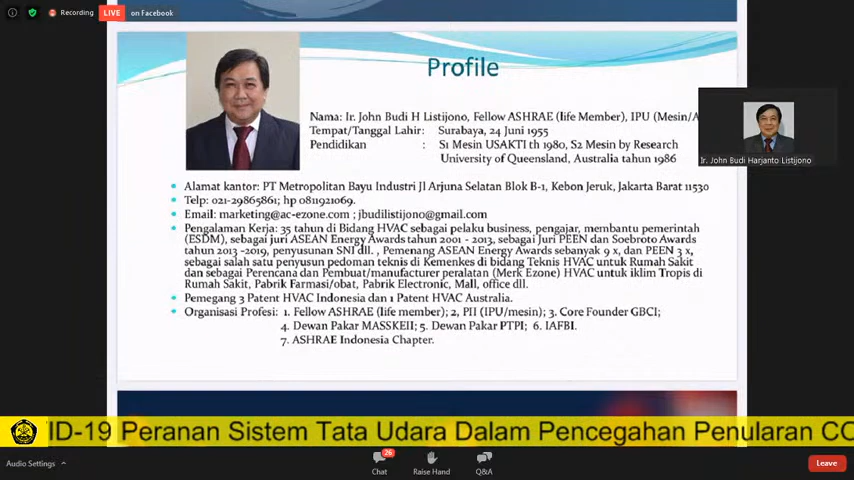 Recording
LIVE
on Facebook
Profile
Nama: Ir. John Budi H Listijono, Fellow ASHRAE (life Member), IPU (Mesin/A
Tempat/Tanggal Lahir: Surabaya, 24 Juni 1955
Pendidikan : S1 Mesin USAKTI th 1980, S2 Mesin by Research
University of Queensland, Australia tahun 1986
Ir. John Budi Harjanto Listijono
Alamat kantor: PT Metropolitan Bayu Industri Jl Arjuna Selatan Blok B-1, Kebon Jeruk, Jakarta Barat 11530
Telp: 021-29865861; hp 0811921069.
Email: marketing@ac-ezone.com ; jbudilistijono@gmail.com
Pengalaman Kerja: 35 tahun di Bidang HVAC sebagai pelaku business, pengajar, membantu pemerintah
(ESDM), sebagai juri ASEAN Energy Awards tahun 2001 - 2013, sebagai Juri PEEN dan Soebroto Awards
tahun 2013 -2019, penyusunan SNI dll. , Pemenang ASEAN Energy Awards sebanyak 9 x, dan PEEN 3 x,
sebagai salah satu penyusun pedoman teknis di Kemenkes di bidang Teknis HVAC untuk Rumah Sakit
dan sebagai Perencana dan Pembuat/manufacturer peralatan (Merk Ezone) HVAC untuk iklim Tropis di
Rumah Sakit, Pabrik Farmasi/obat, Pabrik Electronic, Mall, office dll.
Pemegang 3 Patent HVAC Indonesia dan 1 Patent HVAC Australia.
Organisasi Profesi: 1. Fellow ASHRAE (life member); 2, PII (IPU/mesin); 3. Core Founder GBCI;
4. Dewan Pakar MASSKEII; 5. Dewan Pakar PTPI; 6. IAFBI.
7. ASHRAE Indonesia Chapter.
ID-19 Peranan Sistem Tata Udara Dalam Pencegahan Penularan CO
Audio Settings
26
Chat
Raise Hand
Q&A
Leave